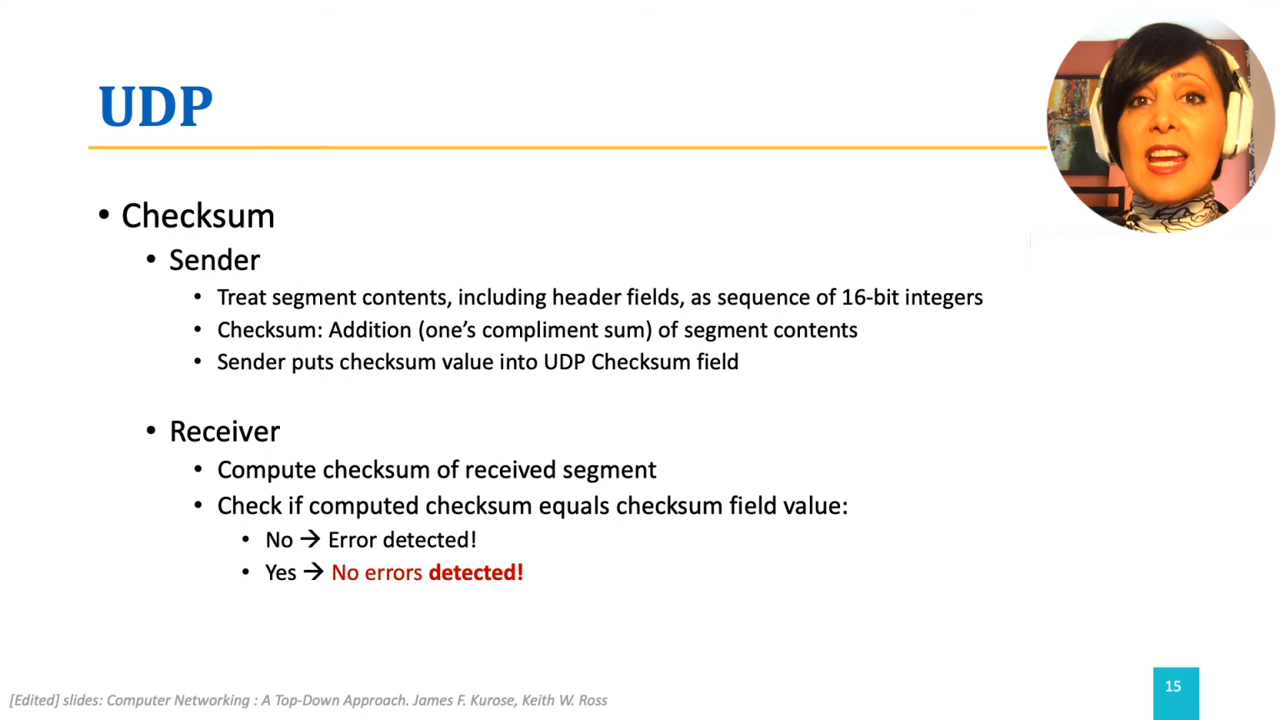 UDP
• Checksum
• Sender
• Treat segment contents, including header fields, as sequence of 16-bit integers
• Checksum: Addition (one's compliment sum) of segment contents
• Sender puts checksum value into UDP Checksum field
• Receiver
• Compute checksum of received segment
• Check if computed checksum equals checksum field value:
• No → Error detected!
• Yes → No errors detected!
[Edited] slides: Computer Networking : A Top-Down Approach. James F. Kurose, Keith W. Ross
15